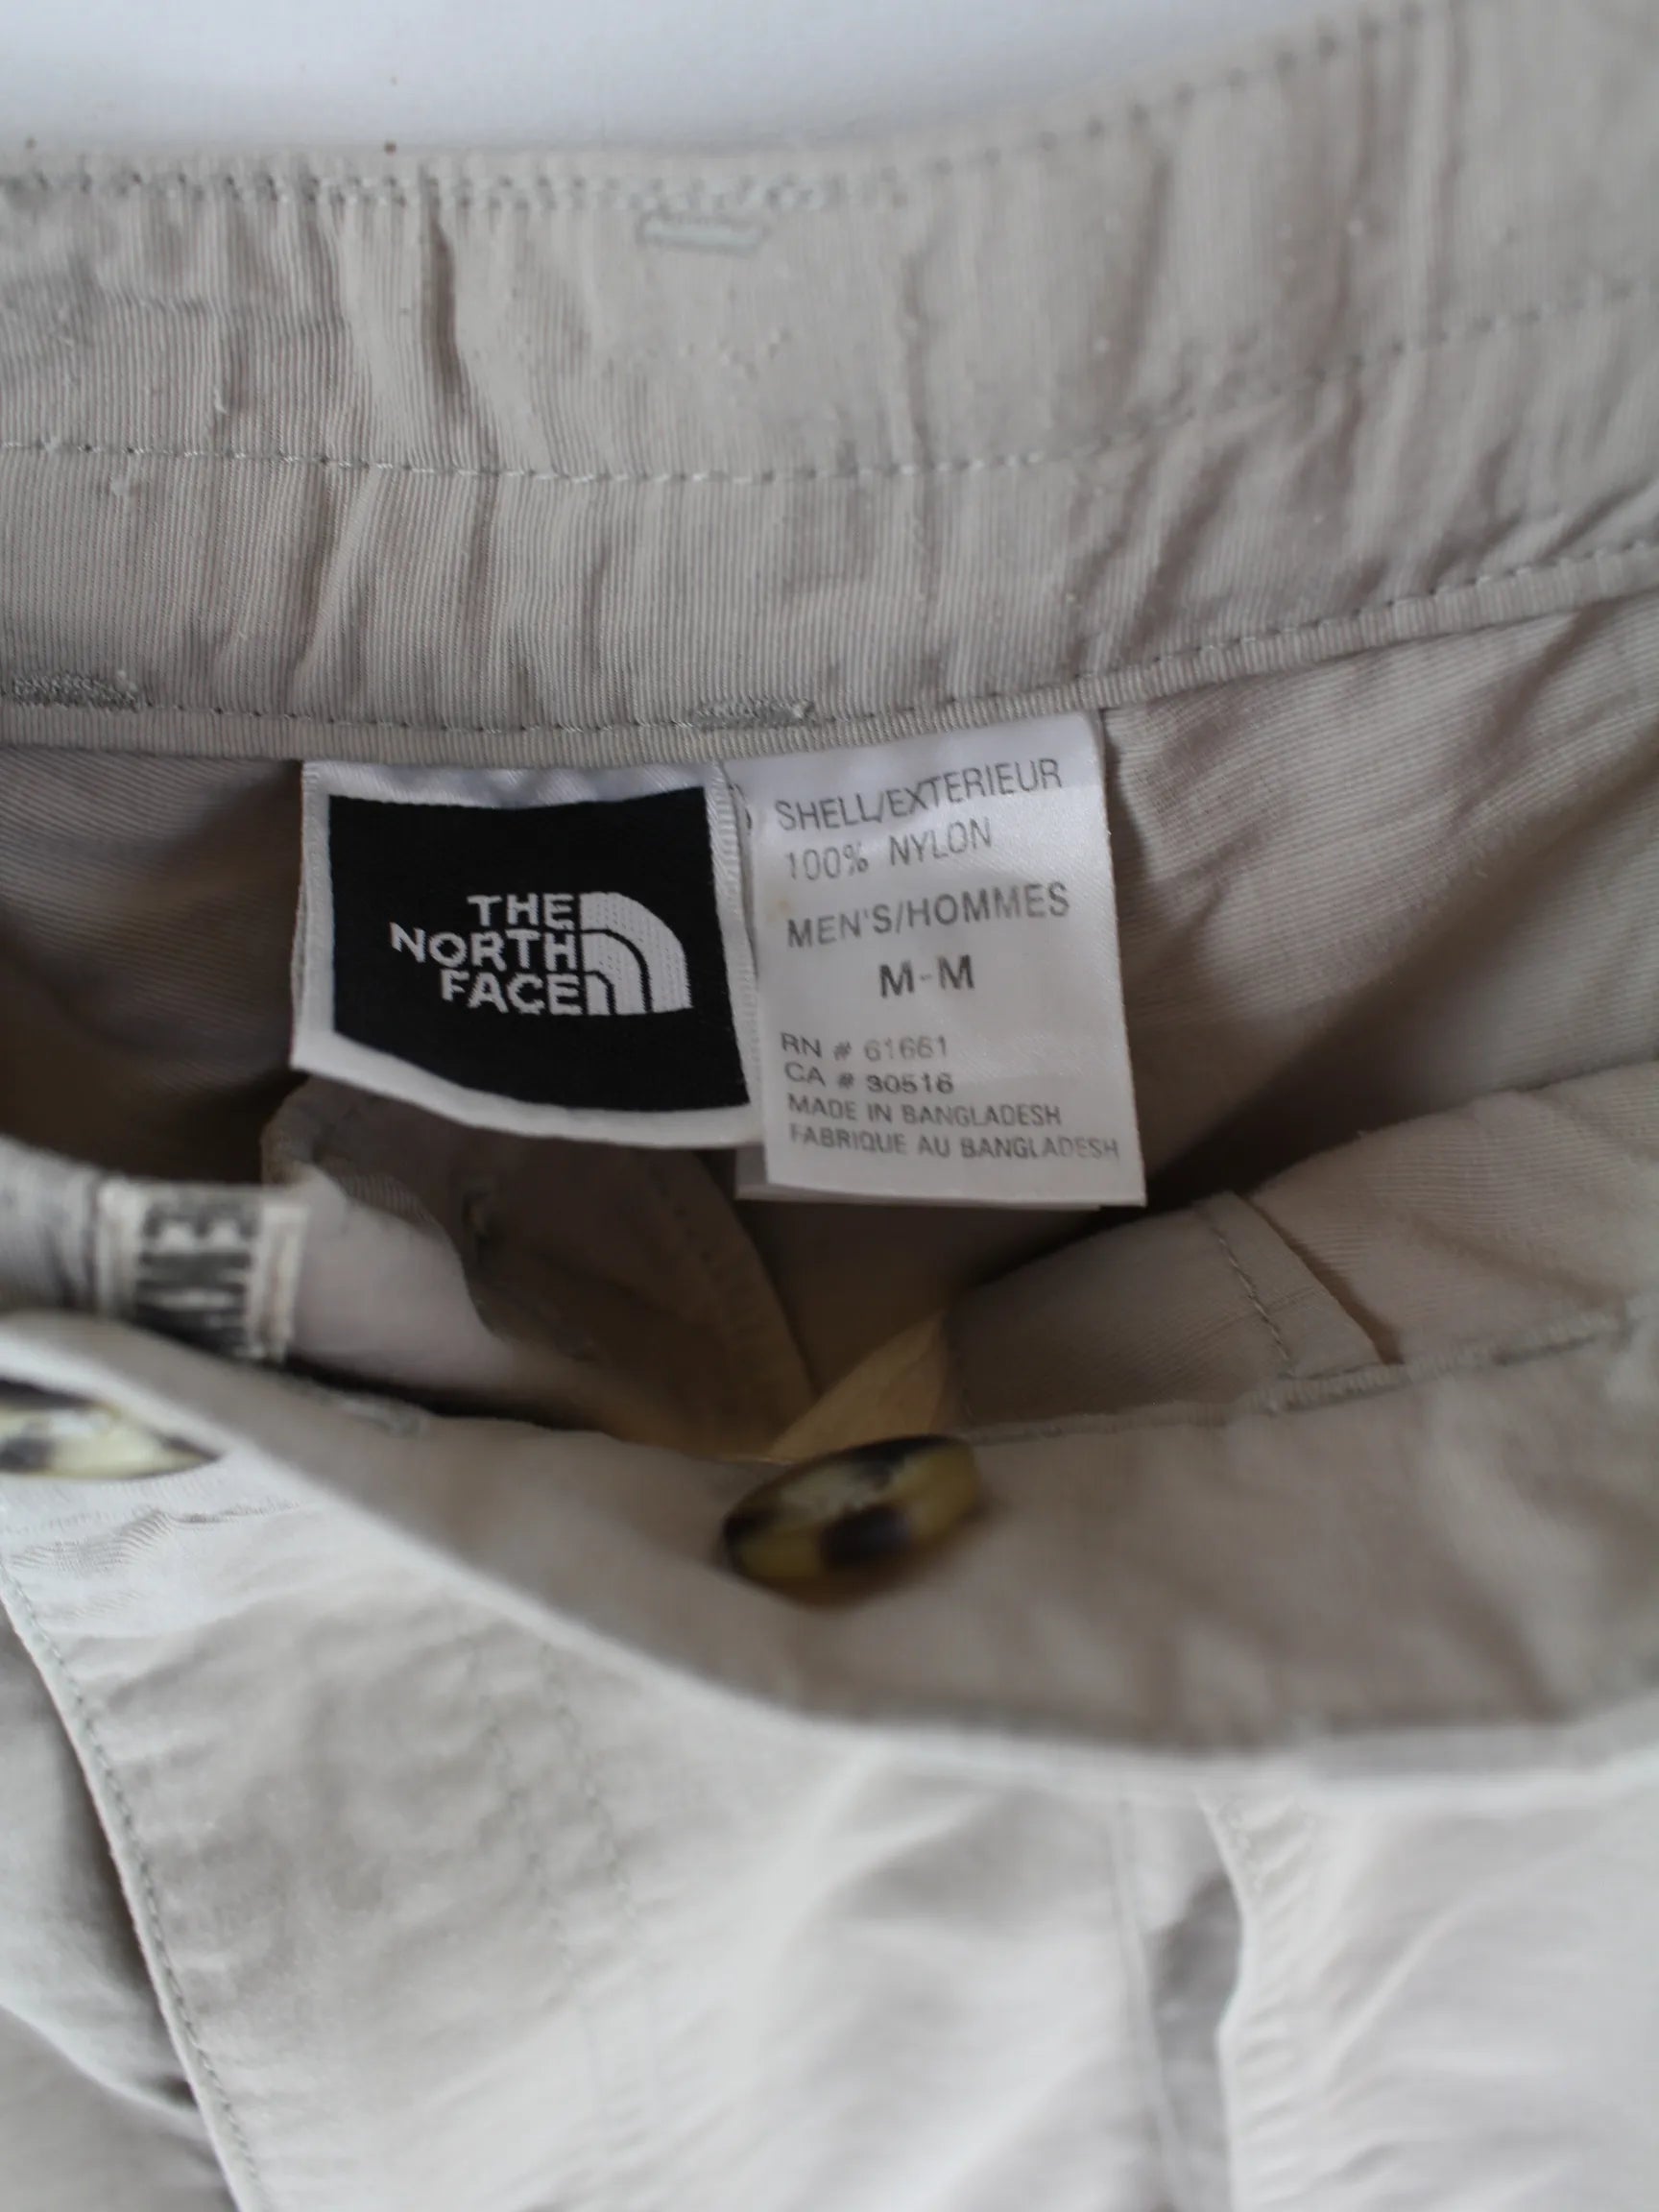 THE
NORTH
FACE
SHELL/EXTERIEUR
100% NYLON
MEN'S/HOMMES
M-M
RN # 61661
CA # 30516
MADE IN BANGLADESH
FABRIQUE AU BANGLADESH